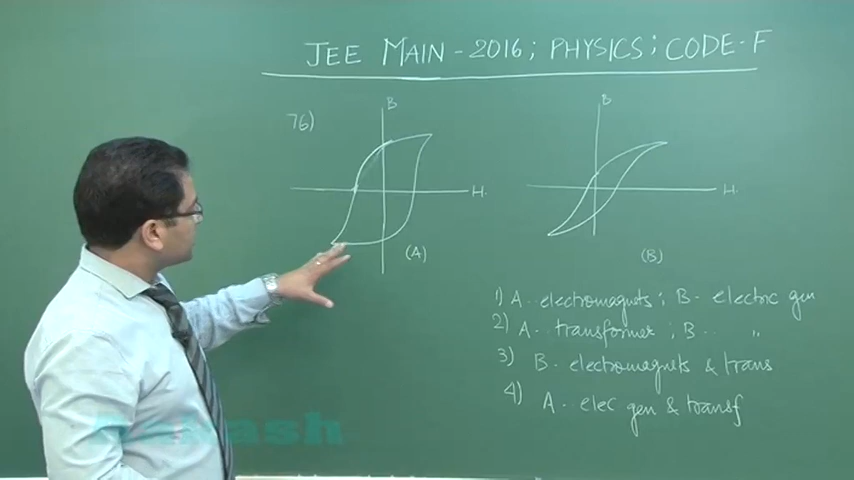 JEE MAIN - 2016; PHYSICS; CODE-F
76)
B
H.
(A)
B
H.
(B)
1) A.. electromagnets; B- electric gen
2) A.. transformer; B.. "
3) B. electromagnets & trans
4) A. elec gen & transf
Aakash